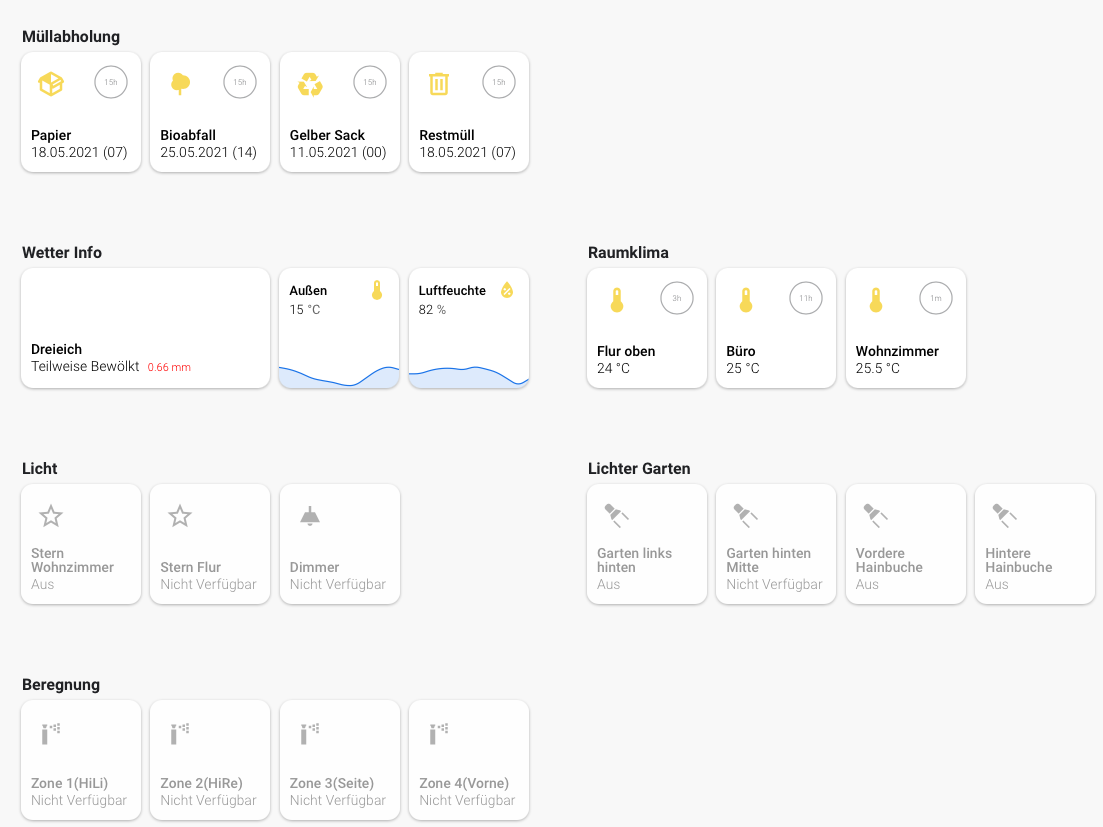 Müllabholung
15h
15h
15h
15h
Papier
18.05.2021 (07)
Bioabfall
25.05.2021 (14)
Gelber Sack
11.05.2021 (00)
Restmüll
18.05.2021 (07)
Wetter Info
Dreieich
Teilweise Bewölkt 0.66 mm
Außen
15 °C
Luftfeuchte
82 %
Raumklima
3h
Flur oben
24 °C
11h
Büro
25 °C
1m
Wohnzimmer
25.5 °C
Licht
Stern
Wohnzimmer
Aus
Stern Flur
Nicht Verfügbar
Dimmer
Nicht Verfügbar
Lichter Garten
Garten links
hinten
Aus
Garten hinten
Mitte
Nicht Verfügbar
Vordere
Hainbuche
Aus
Hintere
Hainbuche
Aus
Beregnung
Zone 1(HiLi)
Nicht Verfügbar
Zone 2(HiRe)
Nicht Verfügbar
Zone 3(Seite)
Nicht Verfügbar
Zone 4(Vorne)
Nicht Verfügbar